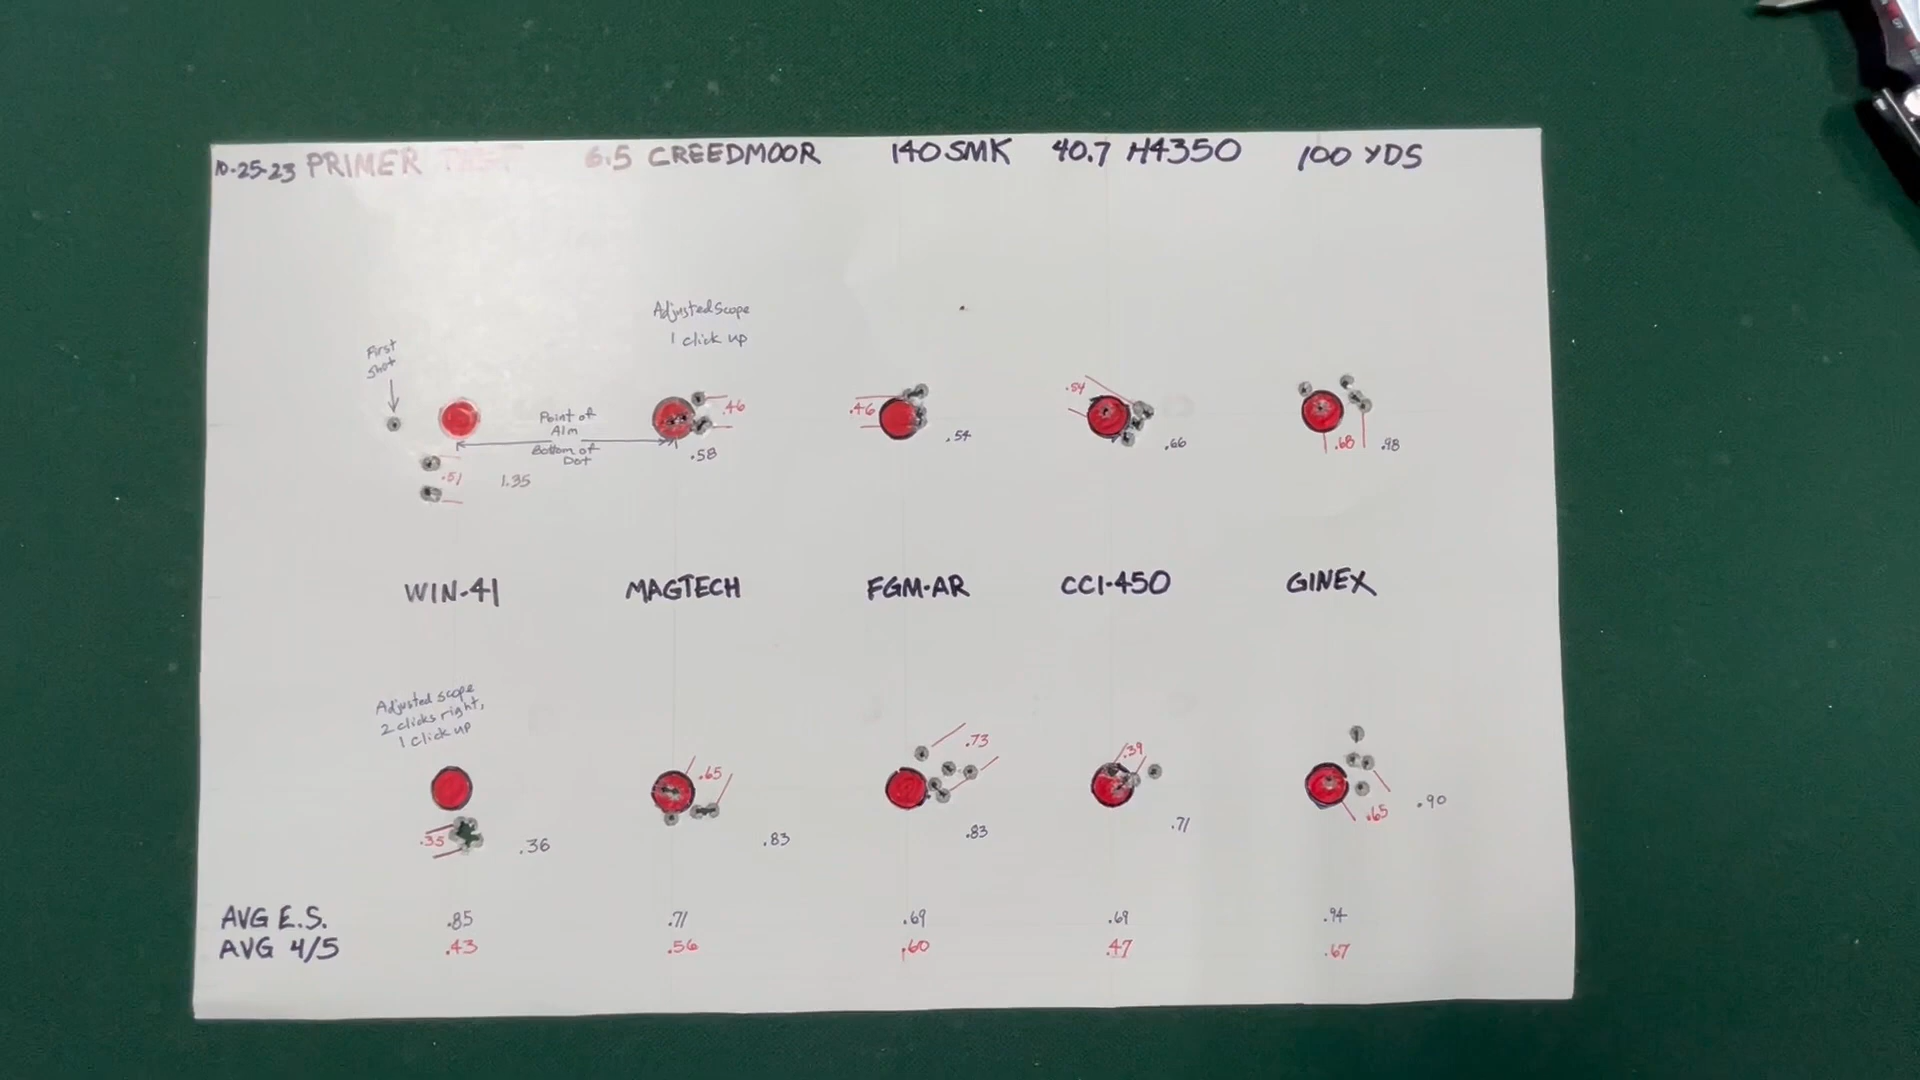 10-25-23 PRIMER TEST 6.5 CREEDMOOR 140 SMK 40.7 H4350 100 YDS
Adjusted Scope
1 click up
First
Shot
Point of
Aim
Bottom of
Dot
.51
1.35
.46
.58
.46
.54
.54
.66
.68
.98
WIN-41 MAGTECH FGM-AR CCI-450 GINEX
Adjusted scope
2 clicks right,
1 click up
.35
.36
.65
.83
.73
.83
.39
.71
.65
.90
AVG E.S. .85 .71 .69 .69 .94
AVG 4/5 .43 .56 .60 .47 .67